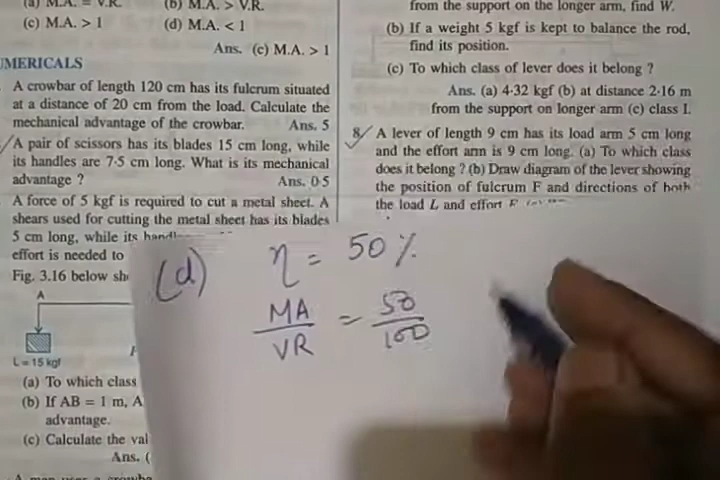 (a) M.A. = V.R. (b) M.A. > V.R.
(c) M.A. > 1 (d) M.A. < 1
Ans. (c) M.A. > 1
UMERICALS
A crowbar of length 120 cm has its fulcrum situated
at a distance of 20 cm from the load. Calculate the
mechanical advantage of the crowbar. Ans. 5
A pair of scissors has its blades 15 cm long, while
its handles are 7·5 cm long. What is its mechanical
advantage ? Ans. 0·5
A force of 5 kgf is required to cut a metal sheet. A
shears used for cutting the metal sheet has its blades
5 cm long, while its
effort is needed to
Fig. 3.16 below sh
A
L = 15 kgf
(a) To which class
(b) If AB = 1 m, A
advantage.
(c) Calculate the val
Ans. (
A man uses a crowba
from the support on the longer arm, find W.
(b) If a weight 5 kgf is kept to balance the rod,
find its position.
(c) To which class of lever does it belong ?
Ans. (a) 4·32 kgf (b) at distance 2·16 m
from the support on longer arm (c) class I.
8. A lever of length 9 cm has its load arm 5 cm long
and the effort arm is 9 cm long. (a) To which class
does it belong ? (b) Draw diagram of the lever showing
the position of fulcrum F and directions of both
the load L and effort
(d) η = 50 %
MA/VR = 50/100